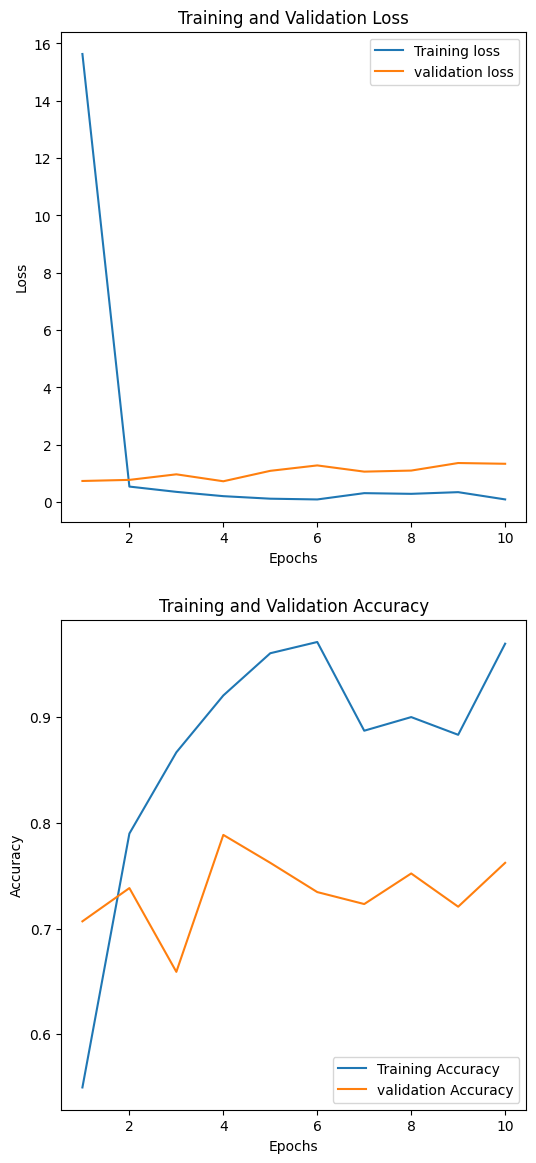 Training and Validation Loss
16
14
12
10
8
6
4
2
0
Loss
Training loss
validation loss
2 4 6 8 10
Epochs
Training and Validation Accuracy
0.9
0.8
0.7
0.6
Accuracy
Training Accuracy
validation Accuracy
2 4 6 8 10
Epochs